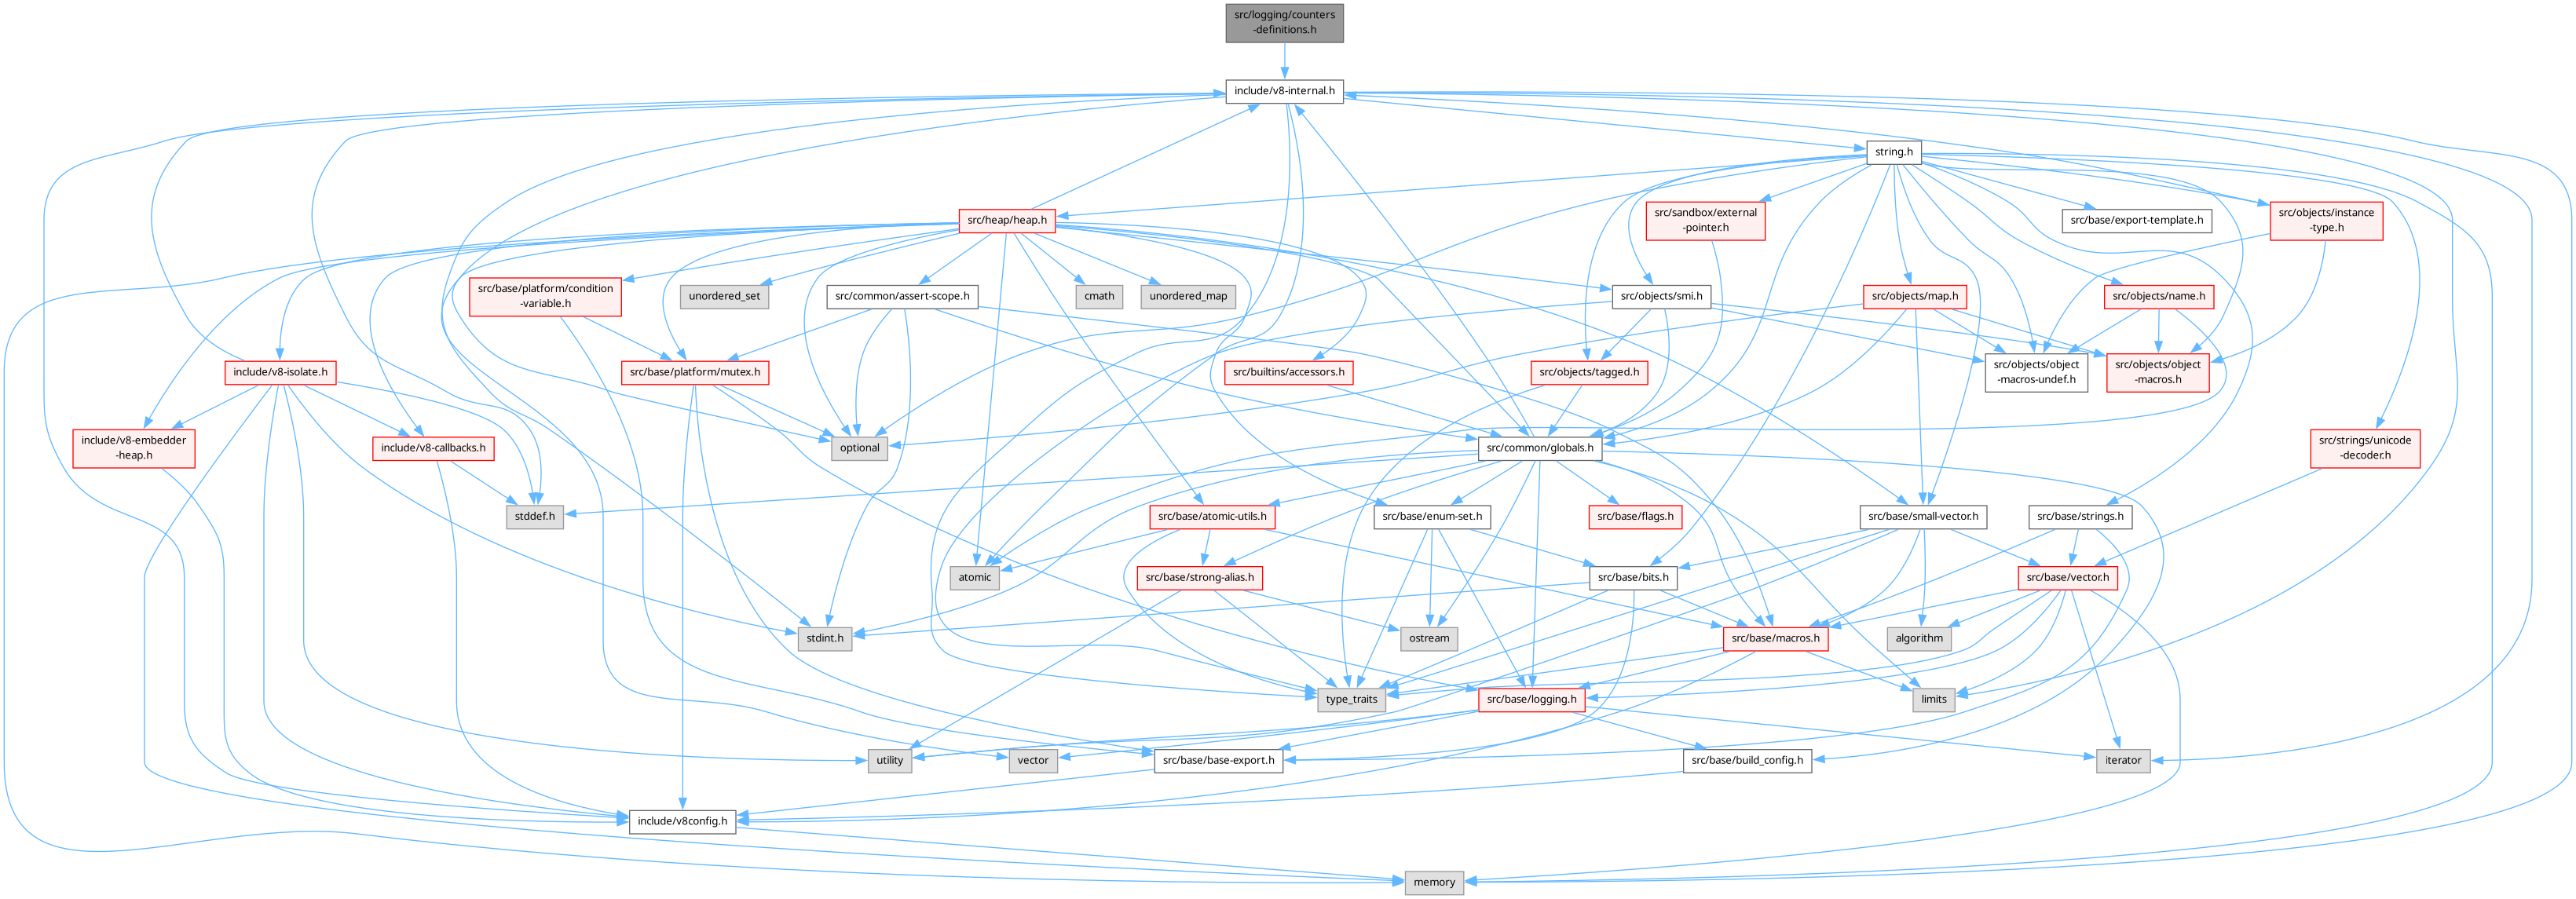 src/logging/counters
-definitions.h
include/v8-internal.h
string.h
src/heap/heap.h
src/sandbox/external
-pointer.h
src/base/export-template.h
src/objects/instance
-type.h
src/base/platform/condition
-variable.h
unordered_set
src/common/assert-scope.h
cmath
unordered_map
src/objects/smi.h
src/objects/map.h
src/objects/name.h
include/v8-isolate.h
src/base/platform/mutex.h
src/builtins/accessors.h
src/objects/tagged.h
src/objects/object
-macros-undef.h
src/objects/object
-macros.h
include/v8-embedder
-heap.h
include/v8-callbacks.h
optional
src/common/globals.h
src/strings/unicode
-decoder.h
stddef.h
src/base/atomic-utils.h
src/base/enum-set.h
src/base/flags.h
src/base/small-vector.h
src/base/strings.h
atomic
src/base/strong-alias.h
src/base/bits.h
src/base/vector.h
stdint.h
ostream
src/base/macros.h
algorithm
type_traits
src/base/logging.h
limits
utility
vector
src/base/base-export.h
src/base/build_config.h
iterator
include/v8config.h
memory